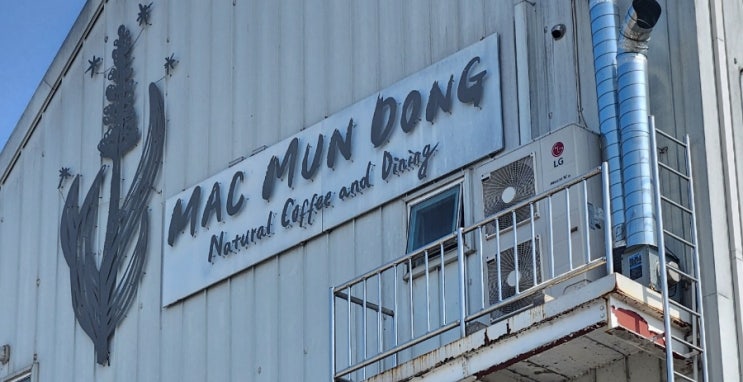 MAC MUN DONG
Natural Coffee and Dining
LG